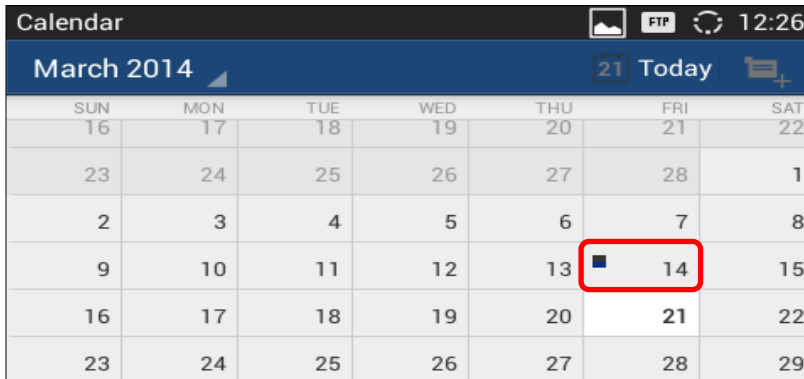 Calendar FTP 12:26
March 2014 21 Today
SUN MON TUE WED THU FRI SAT
16 17 18 19 20 21 22
23 24 25 26 27 28 1
2 3 4 5 6 7 8
9 10 11 12 13 14 15
16 17 18 19 20 21 22
23 24 25 26 27 28 29